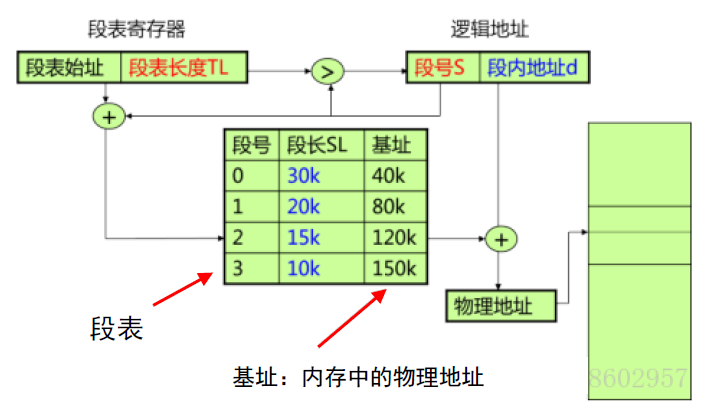 段表寄存器
逻辑地址
段表始址 段表长度TL
>
段号S 段内地址d
+
段号 段长SL 基址
0 30k 40k
1 20k 80k
2 15k 120k
3 10k 150k
+
物理地址
段表
基址：内存中的物理地址
8602957